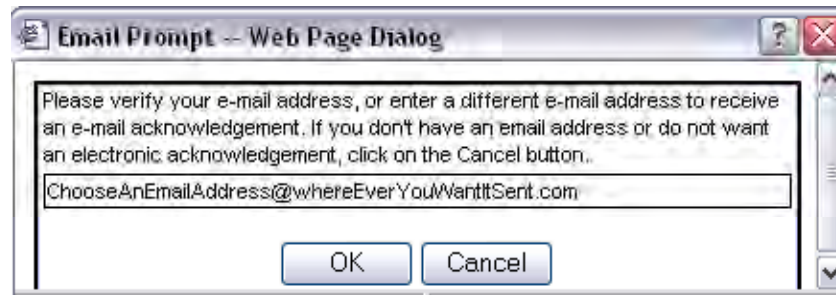 Email Prompt -- Web Page Dialog
Please verify your e-mail address, or enter a different e-mail address to receive
an e-mail acknowledgement. If you don't have an email address or do not want
an electronic acknowledgement, click on the Cancel button.
ChooseAnEmailAddress@whereEverYouWantItSent.com
OK Cancel